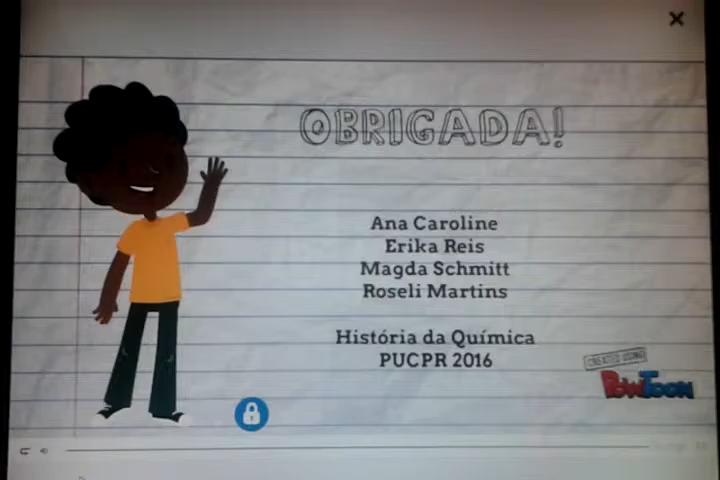 OBRIGADA!
Ana Caroline
Erika Reis
Magda Schmitt
Roseli Martins
História da Química
PUCPR 2016
CREATED USING
POWTOON